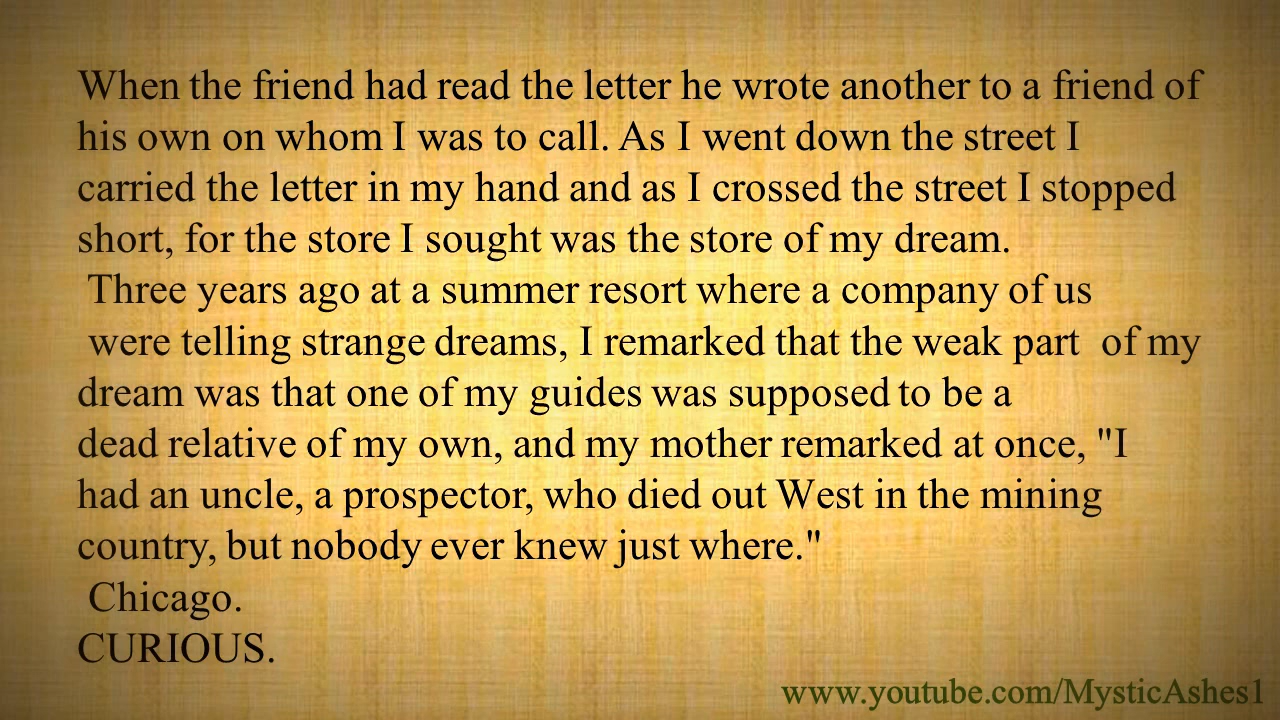 When the friend had read the letter he wrote another to a friend of
his own on whom I was to call. As I went down the street I
carried the letter in my hand and as I crossed the street I stopped
short, for the store I sought was the store of my dream.
Three years ago at a summer resort where a company of us
were telling strange dreams, I remarked that the weak part  of my
dream was that one of my guides was supposed to be a
dead relative of my own, and my mother remarked at once, "I
had an uncle, a prospector, who died out West in the mining
country, but nobody ever knew just where."
Chicago.
CURIOUS.
www.youtube.com/MysticAshes1